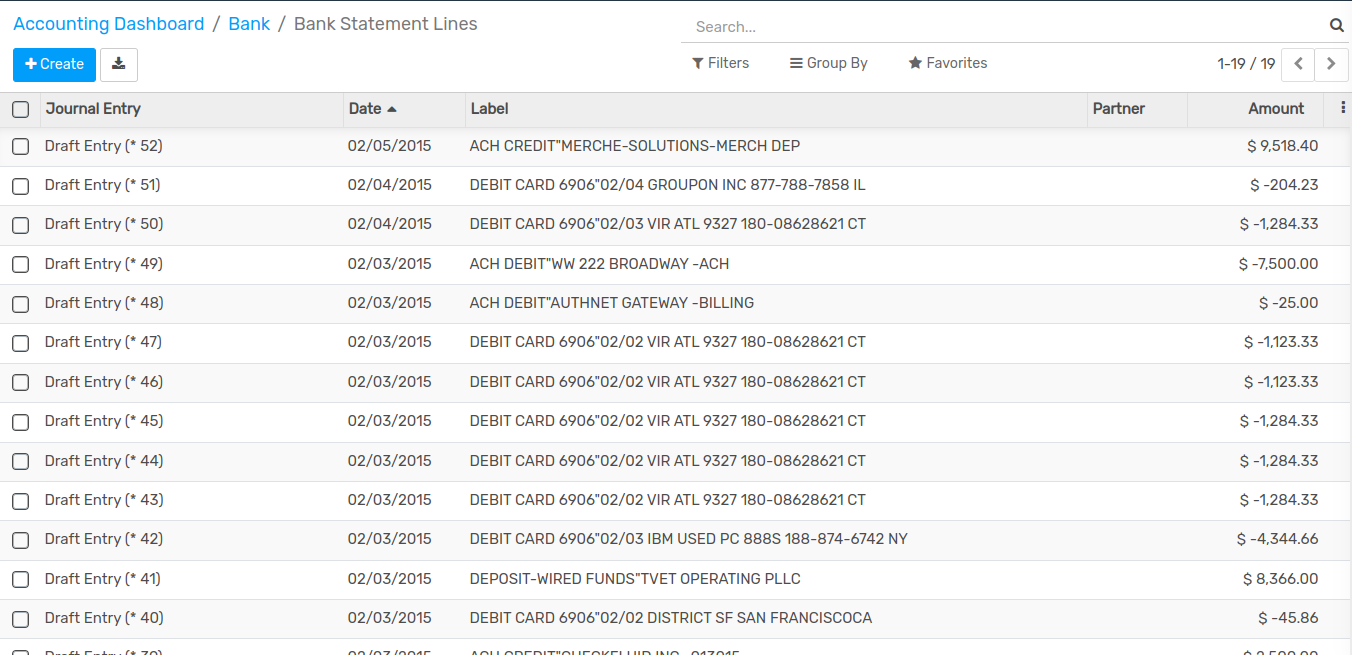 Accounting Dashboard / Bank / Bank Statement Lines
Search...
Create
Filters Group By Favorites 1-19 / 19
Journal Entry Date Label Partner Amount
Draft Entry (* 52) 02/05/2015 ACH CREDIT"MERCHE-SOLUTIONS-MERCH DEP $ 9,518.40
Draft Entry (* 51) 02/04/2015 DEBIT CARD 6906"02/04 GROUPON INC 877-788-7858 IL $ -204.23
Draft Entry (* 50) 02/04/2015 DEBIT CARD 6906"02/03 VIR ATL 9327 180-08628621 CT $ -1,284.33
Draft Entry (* 49) 02/03/2015 ACH DEBIT"WW 222 BROADWAY -ACH $ -7,500.00
Draft Entry (* 48) 02/03/2015 ACH DEBIT"AUTHNET GATEWAY -BILLING $ -25.00
Draft Entry (* 47) 02/03/2015 DEBIT CARD 6906"02/02 VIR ATL 9327 180-08628621 CT $ -1,123.33
Draft Entry (* 46) 02/03/2015 DEBIT CARD 6906"02/02 VIR ATL 9327 180-08628621 CT $ -1,123.33
Draft Entry (* 45) 02/03/2015 DEBIT CARD 6906"02/02 VIR ATL 9327 180-08628621 CT $ -1,284.33
Draft Entry (* 44) 02/03/2015 DEBIT CARD 6906"02/02 VIR ATL 9327 180-08628621 CT $ -1,284.33
Draft Entry (* 43) 02/03/2015 DEBIT CARD 6906"02/02 VIR ATL 9327 180-08628621 CT $ -1,284.33
Draft Entry (* 42) 02/03/2015 DEBIT CARD 6906"02/03 IBM USED PC 888S 188-874-6742 NY $ -4,344.66
Draft Entry (* 41) 02/03/2015 DEPOSIT-WIRED FUNDS"TVET OPERATING PLLC $ 8,366.00
Draft Entry (* 40) 02/03/2015 DEBIT CARD 6906"02/02 DISTRICT SF SAN FRANCISCOCA $ -45.86
Draft Entry 02/03/2015 ACH